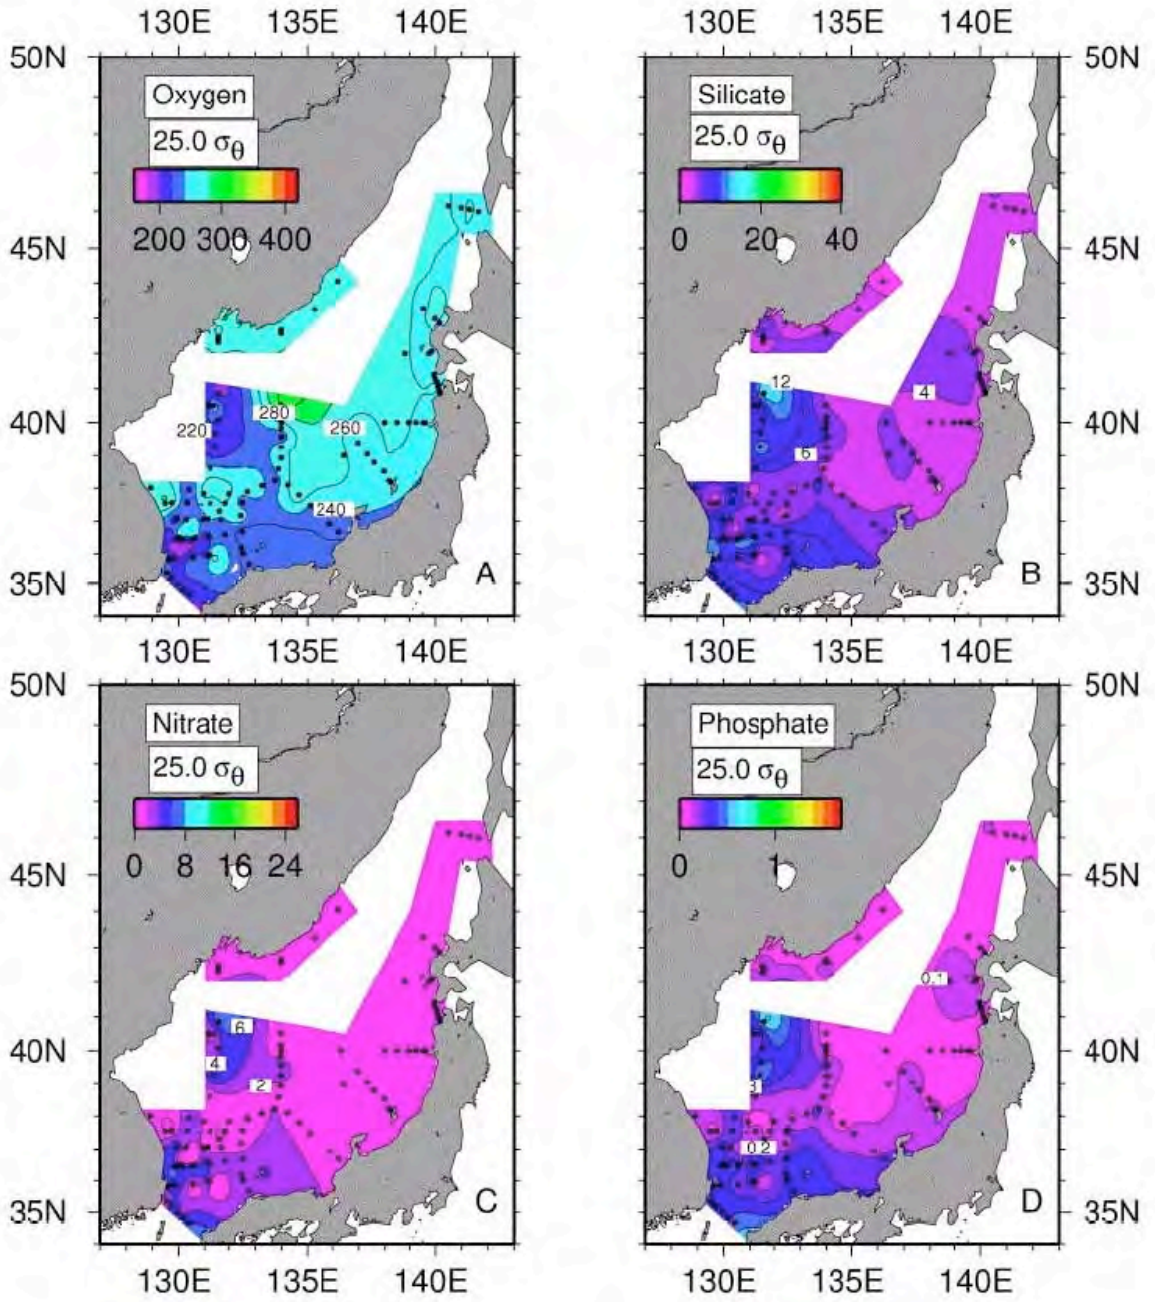 130E 135E 140E
130E 135E 140E
50N
50N
Oxygen
25.0 σθ
200 300 400
Silicate
25.0 σθ
0 20 40
45N
45N
12
4
280
260
220
6
40N
40N
240
35N
A
B
35N
130E 135E 140E
130E 135E 140E
50N
50N
Nitrate
25.0 σθ
0 8 16 24
Phosphate
25.0 σθ
0 1
45N
45N
0.1
6
4
2
40N
40N
3
0.2
35N
C
D
35N
130E 135E 140E
130E 135E 140E